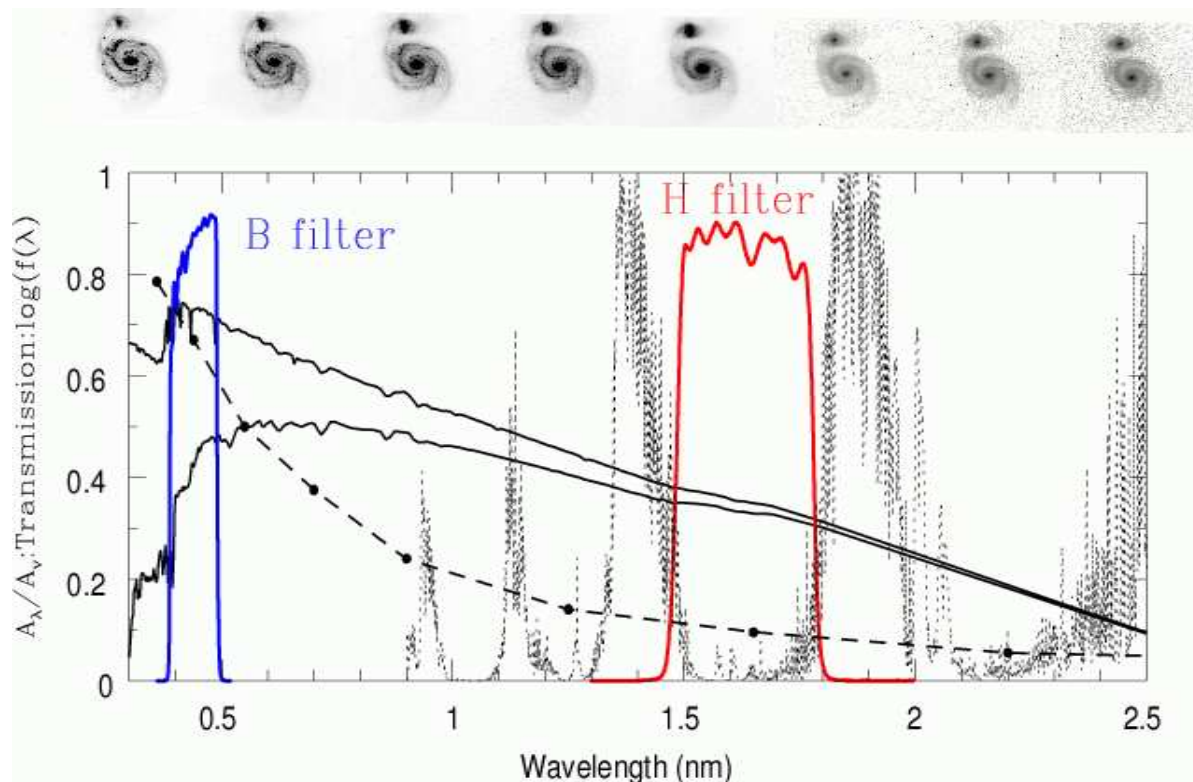 B filter
H filter
A_λ/A_v:Transmission:log(f(λ)
1
0.8
0.6
0.4
0.2
0
0.5
1
1.5
2
2.5
Wavelength (nm)